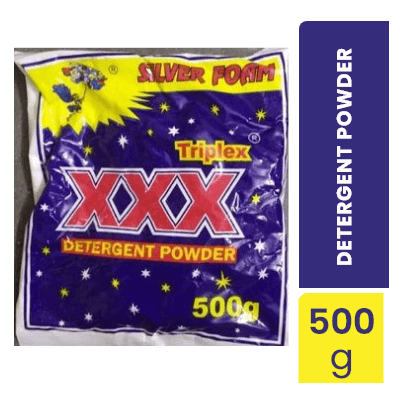 ® SILVER FOAM
Triplex®
XXX
DETERGENT POWDER
500g
DETERGENT POWDER
500
g